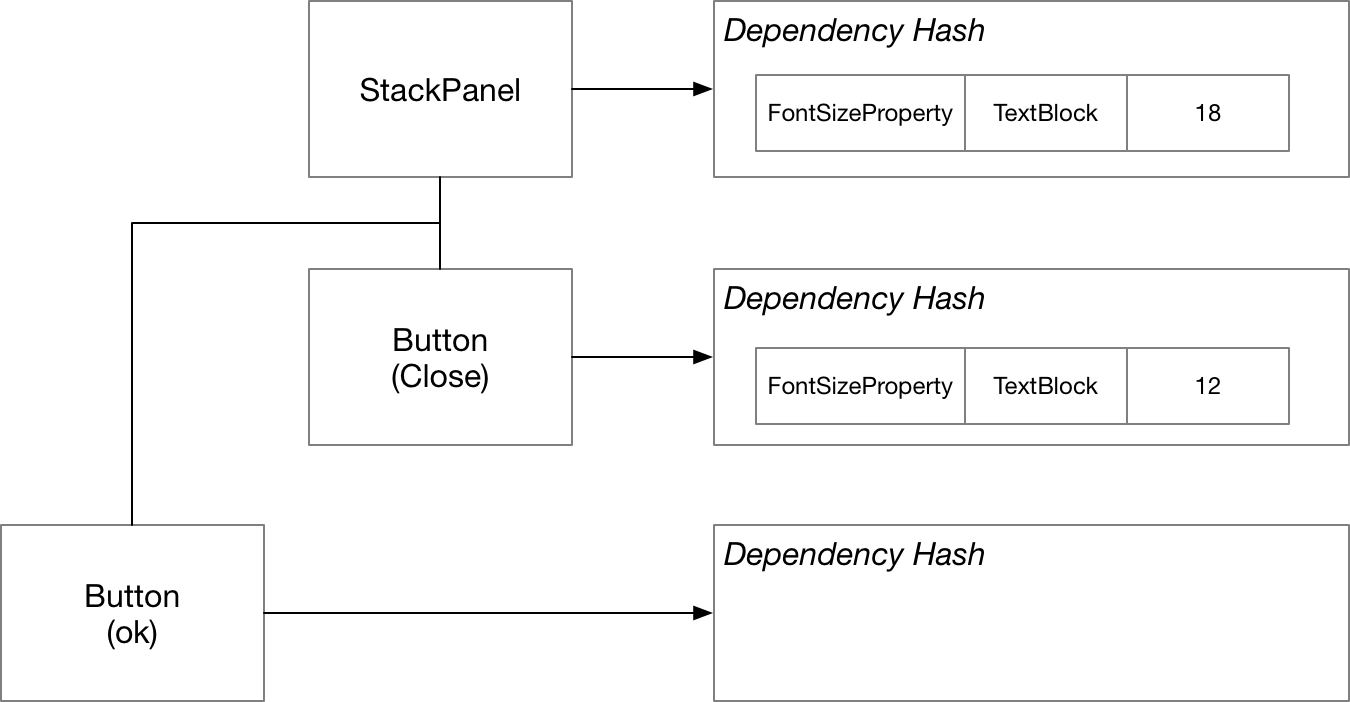 StackPanel
Dependency Hash
FontSizeProperty TextBlock 18
Button
(Close)
Dependency Hash
FontSizeProperty TextBlock 12
Button
(ok)
Dependency Hash